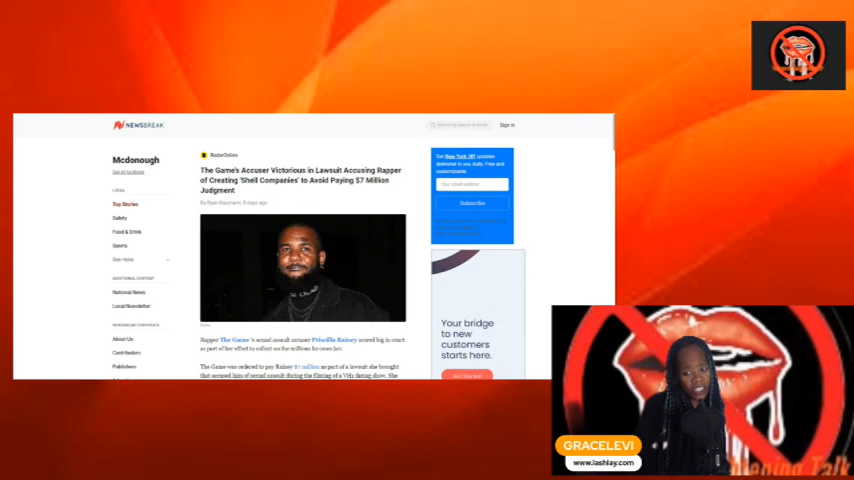 NEWSBREAK
Sign in
Mcdonough
See all locations
LOCAL
Top Stories
Safety
Food & Drink
Sports
See more
ADDITIONAL CONTENT
National News
Local Newsletter
NEWSBREAK CORPORATE
About Us
Contributors
Publishers
RadarOnline
The Game's Accuser Victorious in Lawsuit Accusing Rapper
of Creating 'Shell Companies' to Avoid Paying $7 Million
Judgment
By Ryan Naumann, 6 days ago
Rapper The Game's sexual assault accuser Priscilla Rainey scored big in court
as part of her effort to collect on the millions he owes her.
The Game was ordered to pay Rainey $7 million as part of a lawsuit she brought
that accused him of sexual assault during the filming of a VH1 dating show. She
Get New York, NY updates
delivered to you daily. Free and
customizable.
Your email address
Subscribe
Your bridge
to new
customers
starts here.
GRACELEVI
www.lashlay.com
Talk